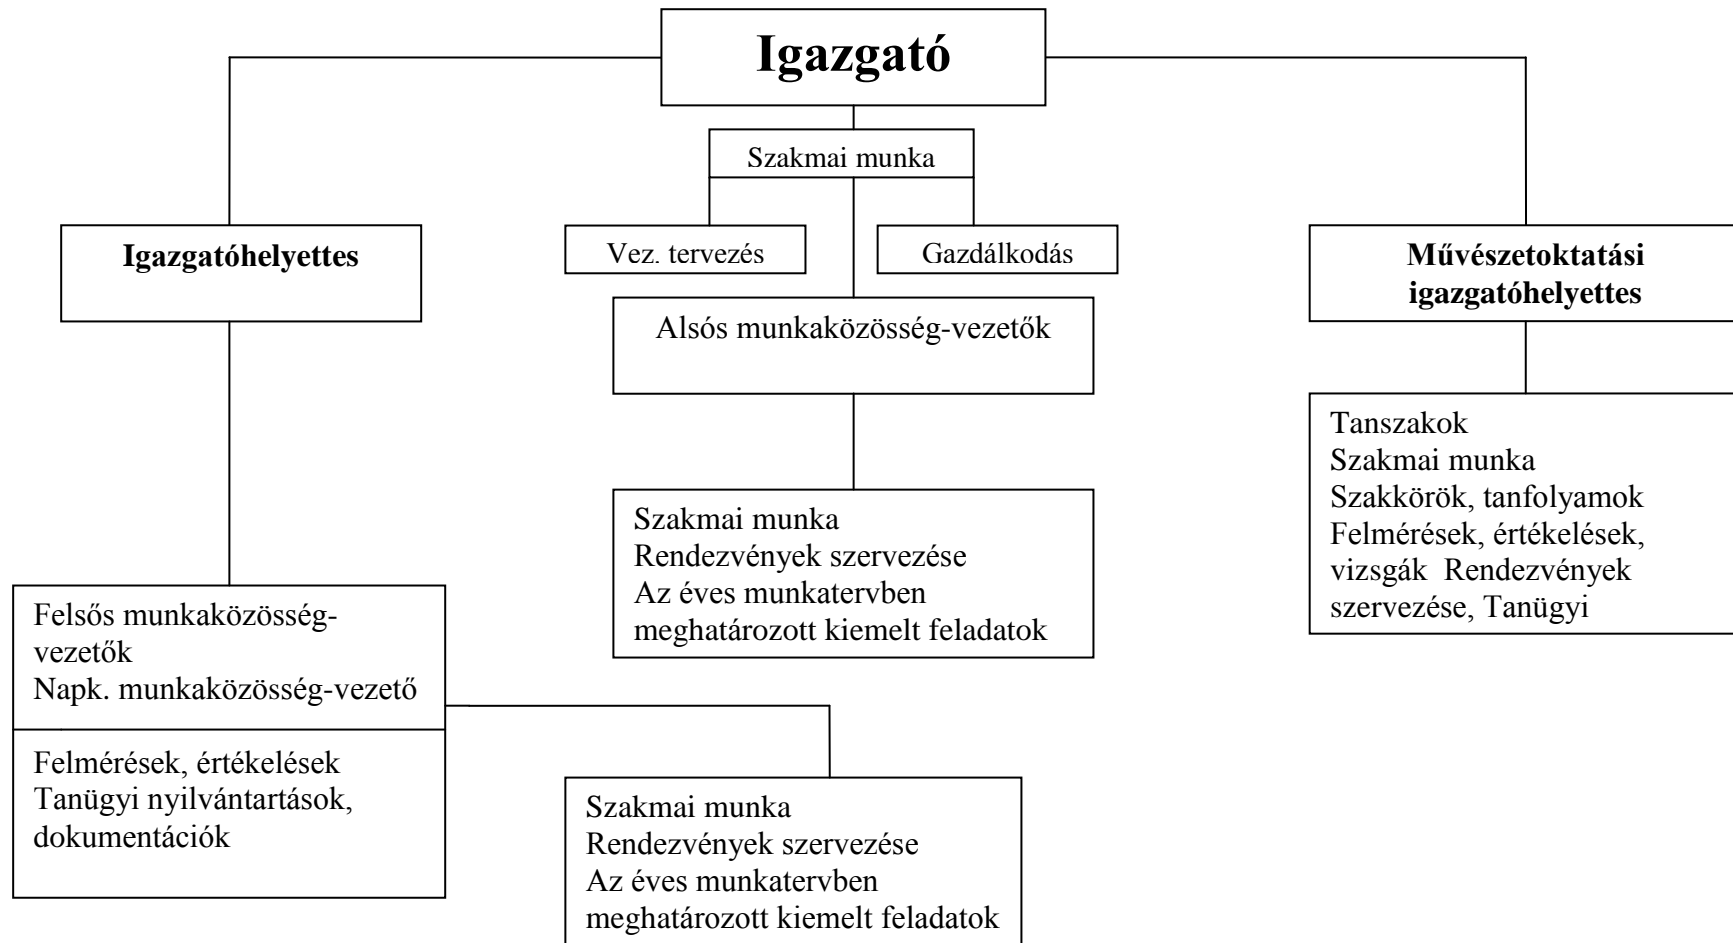 Igazgató
Szakmai munka
Vez. tervezés
Gazdálkodás
Igazgatóhelyettes
Művészetoktatási
igazgatóhelyettes
Alsós munkaközösség-vezetők
Tanszakok
Szakmai munka
Szakkörök, tanfolyamok
Felmérések, értékelések,
vizsgák  Rendezvények
szervezése, Tanügyi
Szakmai munka
Rendezvények szervezése
Az éves munkatervben
meghatározott kiemelt feladatok
Felsős munkaközösség-
vezetők
Napk. munkaközösség-vezető
Felmérések, értékelések
Tanügyi nyilvántartások,
dokumentációk
Szakmai munka
Rendezvények szervezése
Az éves munkatervben
meghatározott kiemelt feladatok